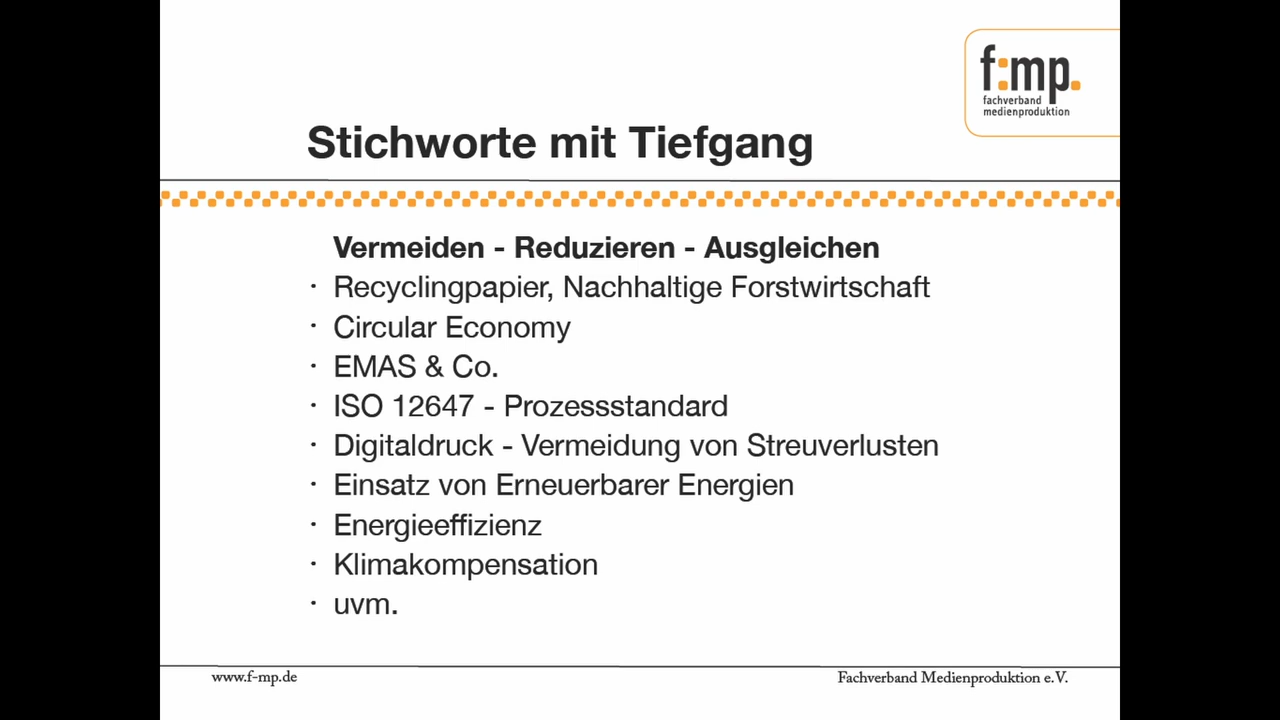 f:mp.
fachverband
medienproduktion
Stichworte mit Tiefgang
Vermeiden - Reduzieren - Ausgleichen
· Recyclingpapier, Nachhaltige Forstwirtschaft
· Circular Economy
· EMAS & Co.
· ISO 12647 - Prozessstandard
· Digitaldruck - Vermeidung von Streuverlusten
· Einsatz von Erneuerbarer Energien
· Energieeffizienz
· Klimakompensation
· uvm.
www.f-mp.de
Fachverband Medienproduktion e.V.